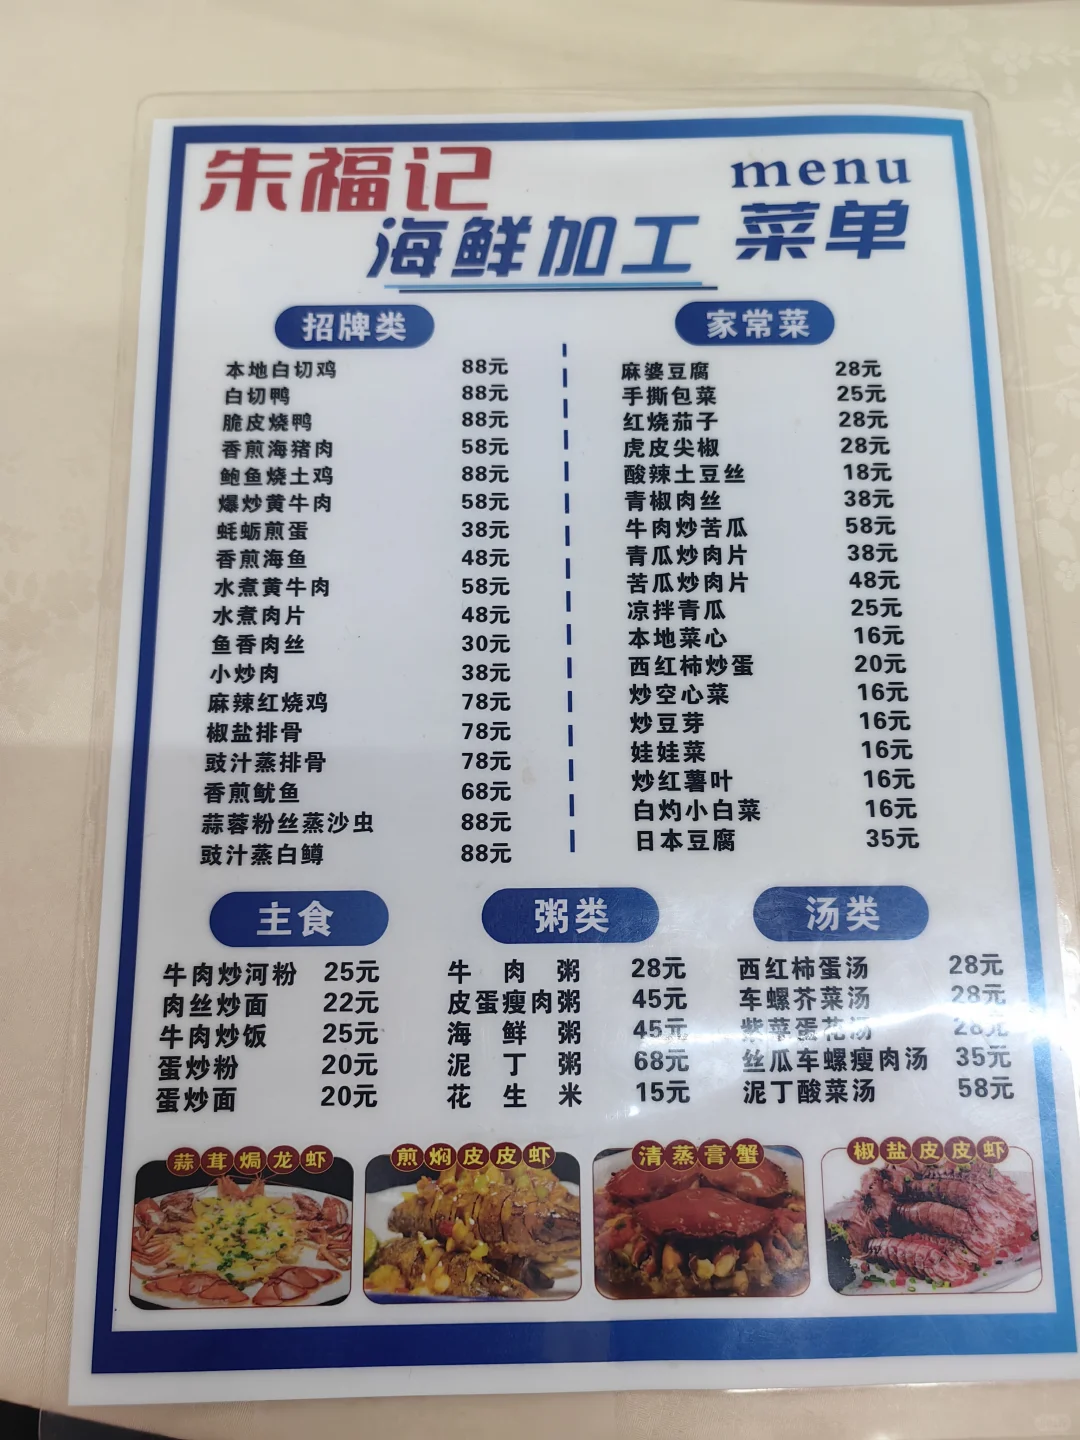 朱福记
海鲜加工
menu
菜单
招牌类
本地白切鸡 88元
白切鸭 88元
脆皮烧鸭 88元
香煎海猪肉 58元
鲍鱼烧土鸡 88元
爆炒黄牛肉 58元
蚝蛎煎蛋 38元
香煎海鱼 48元
水煮黄牛肉 58元
水煮肉片 48元
鱼香肉丝 30元
小炒肉 38元
麻辣红烧鸡 78元
椒盐排骨 78元
豉汁蒸排骨 78元
香煎鱿鱼 68元
蒜蓉粉丝蒸沙虫 88元
豉汁蒸白鳟 88元
家常菜
麻婆豆腐 28元
手撕包菜 25元
红烧茄子 28元
虎皮尖椒 28元
酸辣土豆丝 18元
青椒肉丝 38元
牛肉炒苦瓜 58元
青瓜炒肉片 38元
苦瓜炒肉片 48元
凉拌青瓜 25元
本地菜心 16元
西红柿炒蛋 20元
炒空心菜 16元
炒豆芽 16元
娃娃菜 16元
炒红薯叶 16元
白灼小白菜 16元
日本豆腐 35元
主食
牛肉炒河粉 25元
肉丝炒面 22元
牛肉炒饭 25元
蛋炒粉 20元
蛋炒面 20元
粥类
牛肉粥 28元
皮蛋瘦肉粥 45元
海鲜粥 45元
泥丁粥 68元
花生米 15元
汤类
西红柿蛋汤 28元
车螺芥菜汤 28元
紫菜蛋花汤 28元
丝瓜车螺瘦肉汤 35元
泥丁酸菜汤 58元
蒜茸焗龙虾
煎焖皮皮虾
清蒸膏蟹
椒盐皮皮虾